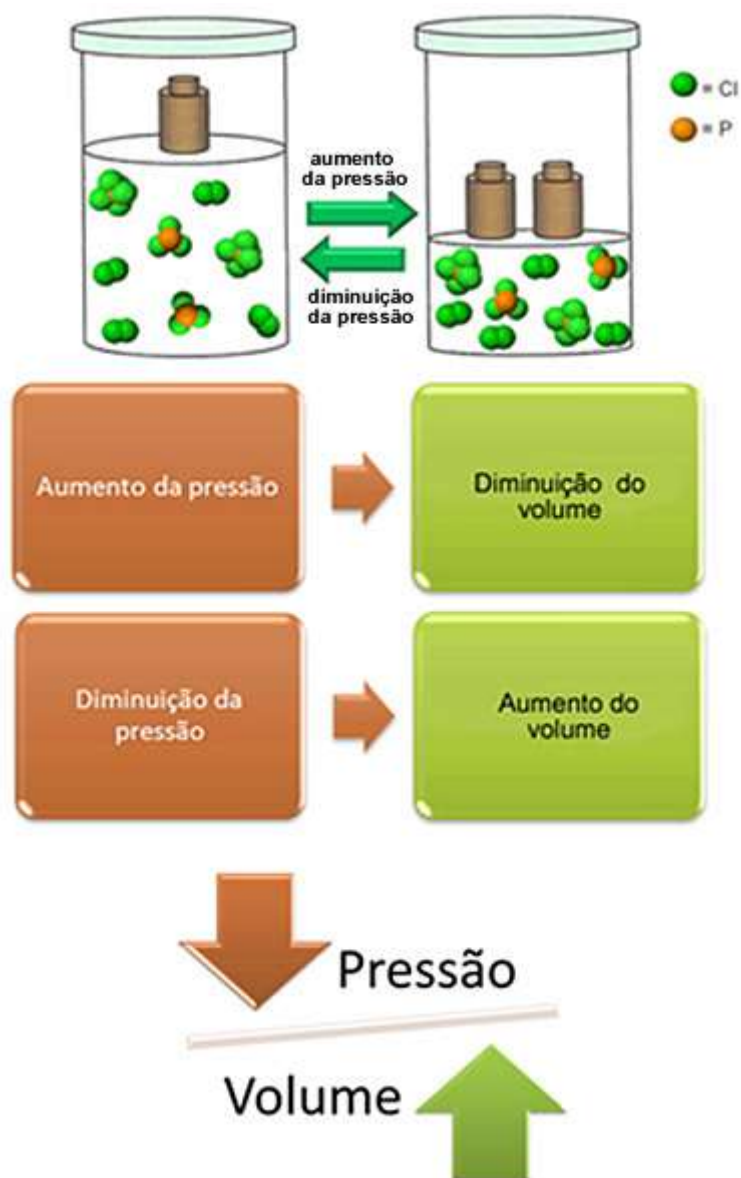 = Cl
= P
aumento
da pressão
diminuição
da pressão
Aumento da pressão
Diminuição do
volume
Diminuição da
pressão
Aumento do
volume
Pressão
Volume